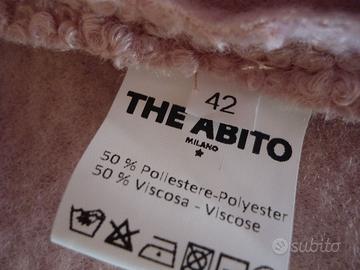 42
THE ABITO
MILANO
50 % Poliestere-Polyester
50 % Viscosa - Viscose
subito